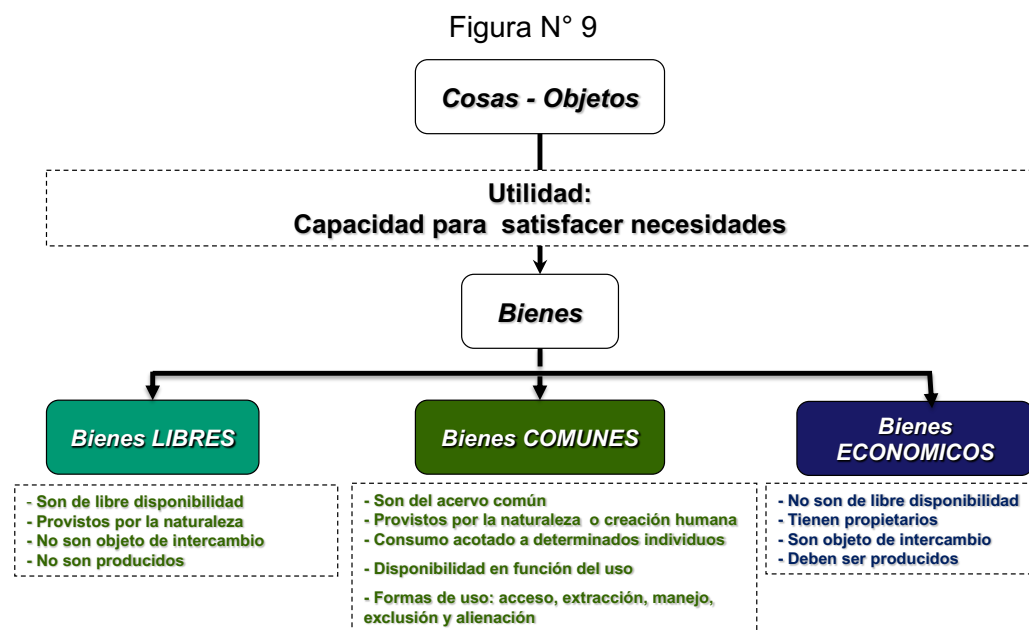 Figura N° 9
Cosas - Objetos
Utilidad:
Capacidad para satisfacer necesidades
Bienes
Bienes LIBRES
- Son de libre disponibilidad
- Provistos por la naturaleza
- No son objeto de intercambio
- No son producidos
Bienes COMUNES
- Son del acervo común
- Provistos por la naturaleza o creación humana
- Consumo acotado a determinados individuos
- Disponibilidad en función del uso
- Formas de uso: acceso, extracción, manejo,
exclusión y alienación
Bienes
ECONOMICOS
- No son de libre disponibilidad
- Tienen propietarios
- Son objeto de intercambio
- Deben ser producidos